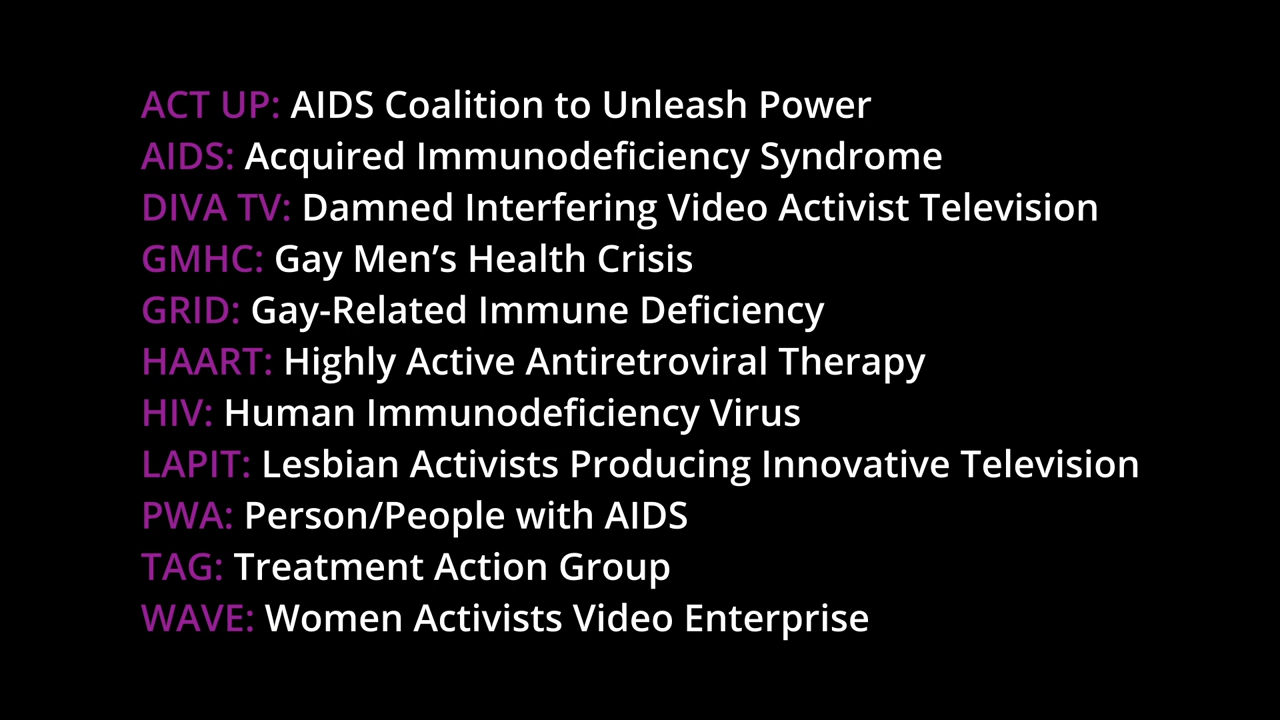 ACT UP: AIDS Coalition to Unleash Power
AIDS: Acquired Immunodeficiency Syndrome
DIVA TV: Damned Interfering Video Activist Television
GMHC: Gay Men’s Health Crisis
GRID: Gay-Related Immune Deficiency
HAART: Highly Active Antiretroviral Therapy
HIV: Human Immunodeficiency Virus
LAPIT: Lesbian Activists Producing Innovative Television
PWA: Person/People with AIDS
TAG: Treatment Action Group
WAVE: Women Activists Video Enterprise